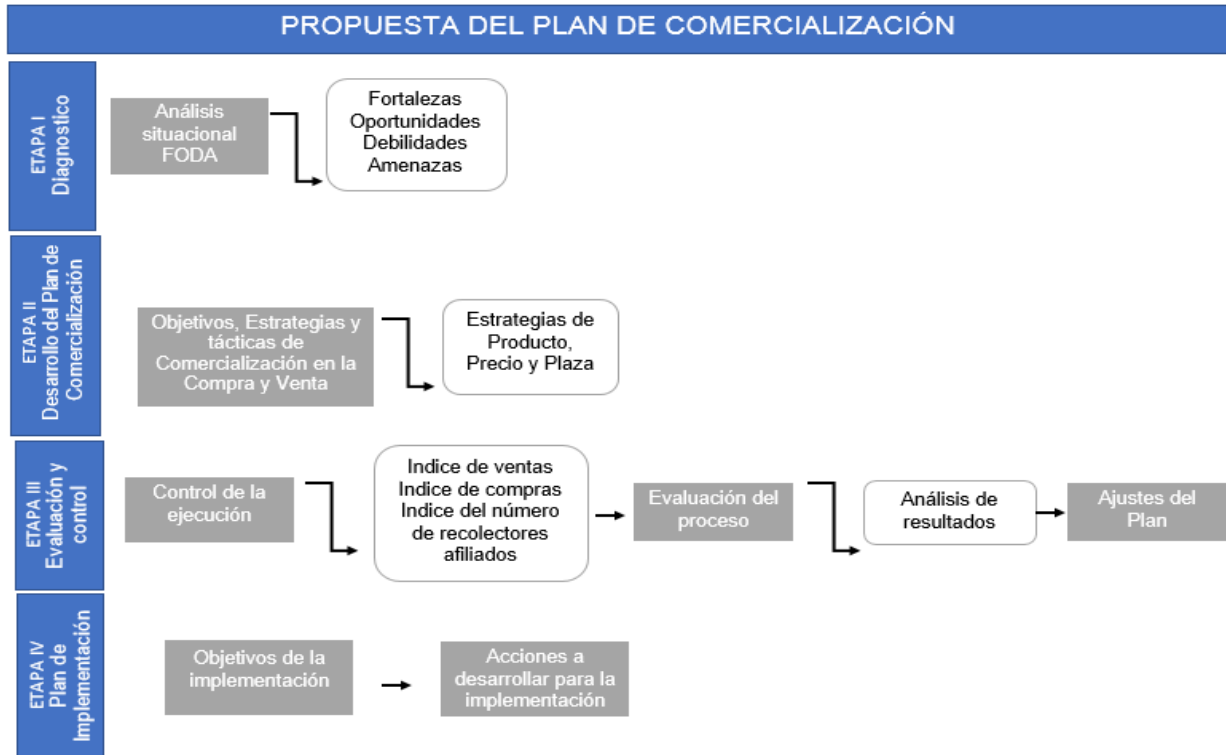 PROPUESTA DEL PLAN DE COMERCIALIZACIÓN
ETAPA I
Diagnostico
Análisis
situacional
FODA
Fortalezas
Oportunidades
Debilidades
Amenazas
ETAPA II
Desarrollo del Plan de
Comercialización
Objetivos, Estrategias y
tácticas de
Comercialización en la
Compra y Venta
Estrategias de
Producto,
Precio y Plaza
ETAPA III
Evaluación y
control
Control de la
ejecución
Indice de ventas
Indice de compras
Indice del número
de recolectores
afiliados
Evaluación del
proceso
Análisis de
resultados
Ajustes del
Plan
ETAPA IV
Plan de
Implementación
Objetivos de la
implementación
Acciones a
desarrollar para la
implementación